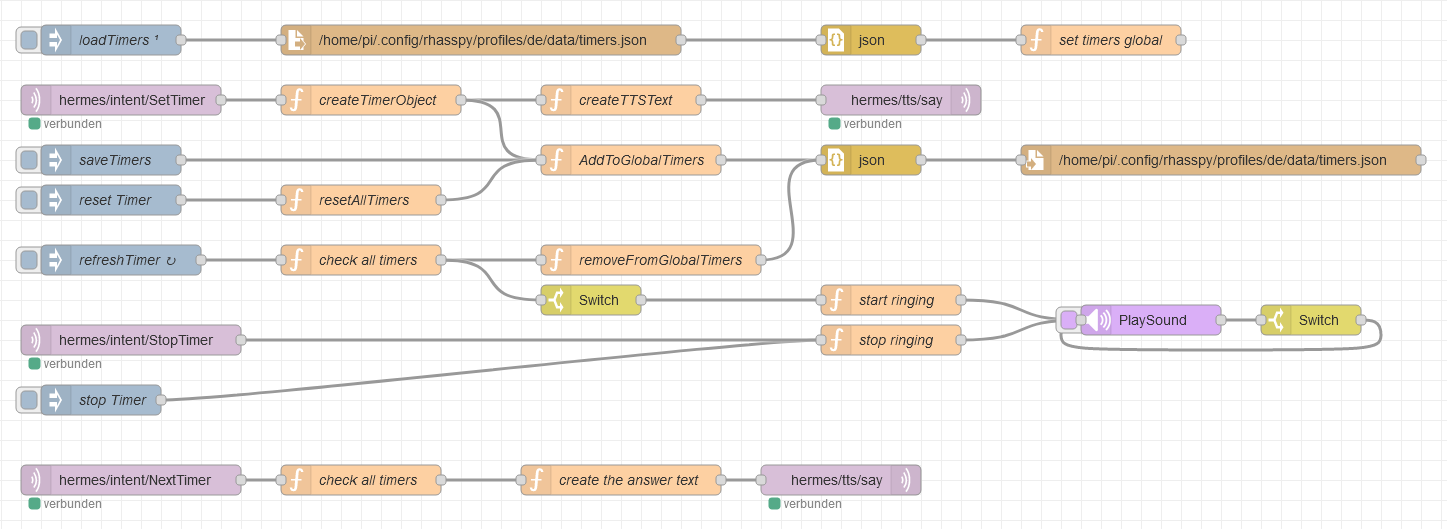 loadTimers ¹
/home/pi/.config/rhasspy/profiles/de/data/timers.json
json
set timers global
hermes/intent/SetTimer
createTimerObject
createTTSText
hermes/tts/say
verbunden
verbunden
saveTimers
AddToGlobalTimers
json
/home/pi/.config/rhasspy/profiles/de/data/timers.json
reset Timer
resetAllTimers
refreshTimer ↻
check all timers
removeFromGlobalTimers
Switch
start ringing
PlaySound
Switch
hermes/intent/StopTimer
stop ringing
verbunden
stop Timer
hermes/intent/NextTimer
check all timers
create the answer text
hermes/tts/say
verbunden
verbunden